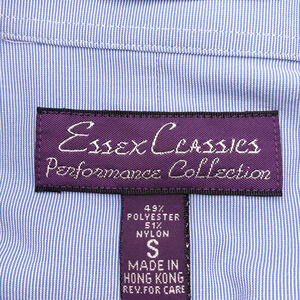 Essex Classics
Performance Collection
49%
POLYESTER
51%
NYLON
S
MADE IN
HONG KONG
REV. FOR CARE